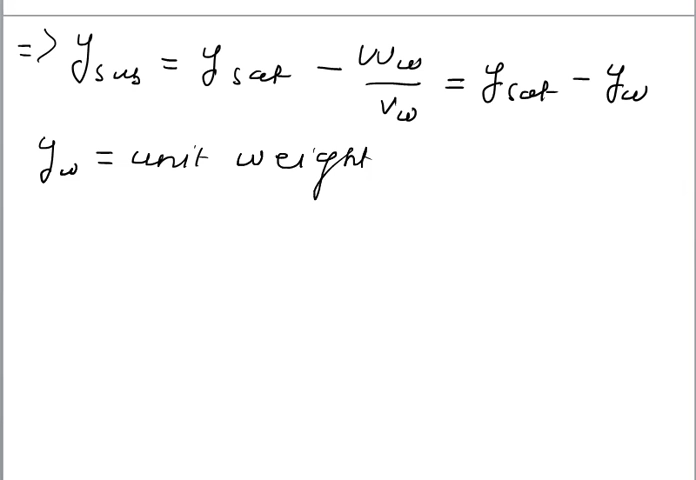 => γsub = γsat - Ww/Vw = γsat - γw
γw = unit weight